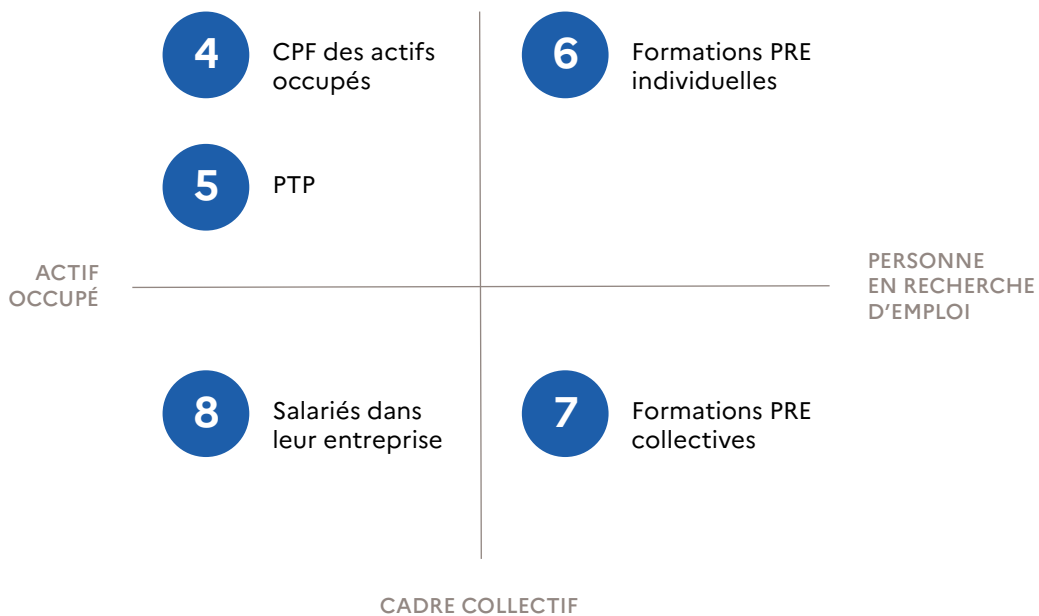 4
CPF des actifs
occupés
6
Formations PRE
individuelles
5
PTP
ACTIF
OCCUPÉ
PERSONNE
EN RECHERCHE
D’EMPLOI
8
Salariés dans
leur entreprise
7
Formations PRE
collectives
CADRE COLLECTIF